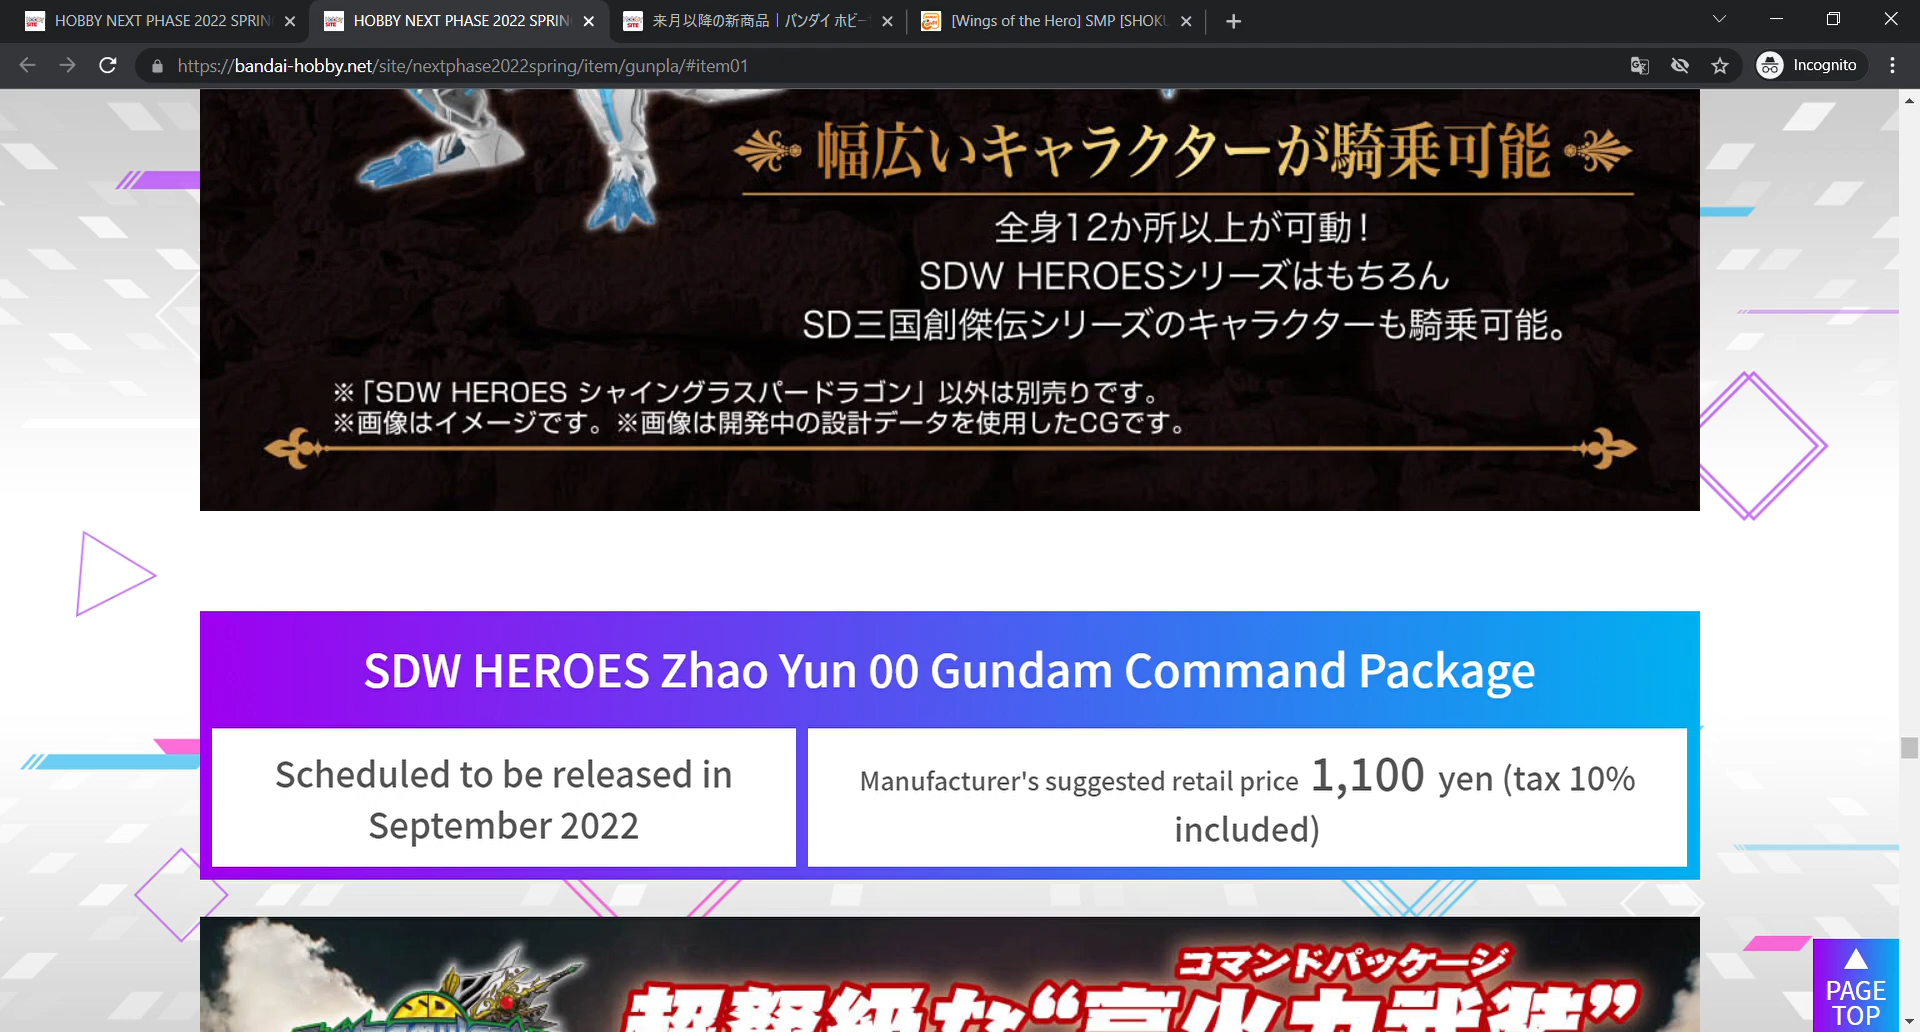 HOBBY NEXT PHASE 2022 SPRIN
HOBBY NEXT PHASE 2022 SPRIN
来月以降の新商品｜バンダイ ホビー
[Wings of the Hero] SMP [SHOKU
https://bandai-hobby.net/site/nextphase2022spring/item/gunpla/#item01
Incognito
幅広いキャラクターが騎乗可能
全身12か所以上が可動！
SDW HEROESシリーズはもちろん
SD三国創傑伝シリーズのキャラクターも騎乗可能。
※「SDW HEROES シャイングラスパードラゴン」以外は別売りです。
※画像はイメージです。※画像は開発中の設計データを使用したCGです。
SDW HEROES Zhao Yun 00 Gundam Command Package
Scheduled to be released in
September 2022
Manufacturer's suggested retail price 1,100 yen (tax 10%
included)
コマンドパッケージ
超弩級な“高火力武装”
SD
PAGE
TOP